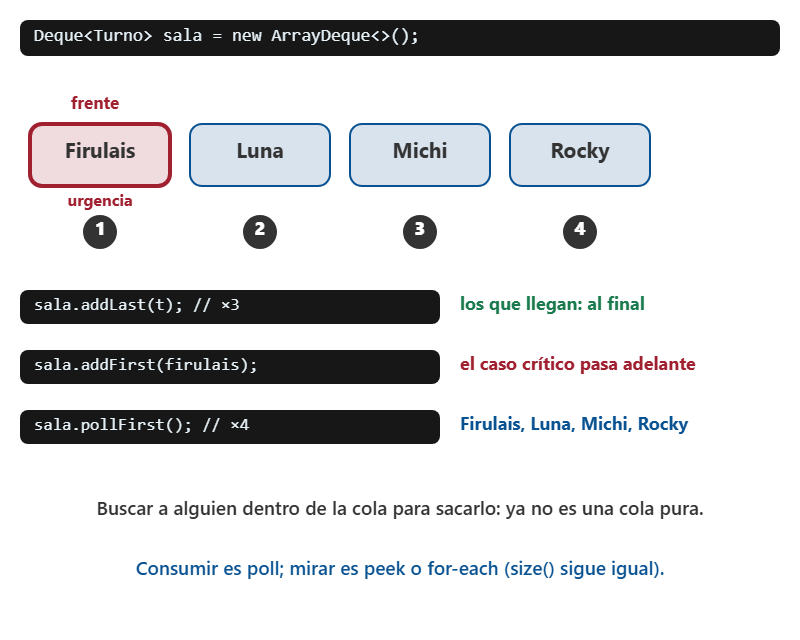 Deque<Turno> sala = new ArrayDeque<>();
frente
Firulais
Luna
Michi
Rocky
urgencia
1
2
3
4
sala.addLast(t); // ×3
los que llegan: al final
sala.addFirst(firulais);
el caso crítico pasa adelante
sala.pollFirst(); // ×4
Firulais, Luna, Michi, Rocky
Buscar a alguien dentro de la cola para sacarlo: ya no es una cola pura.
Consumir es poll; mirar es peek o for-each (size() sigue igual).